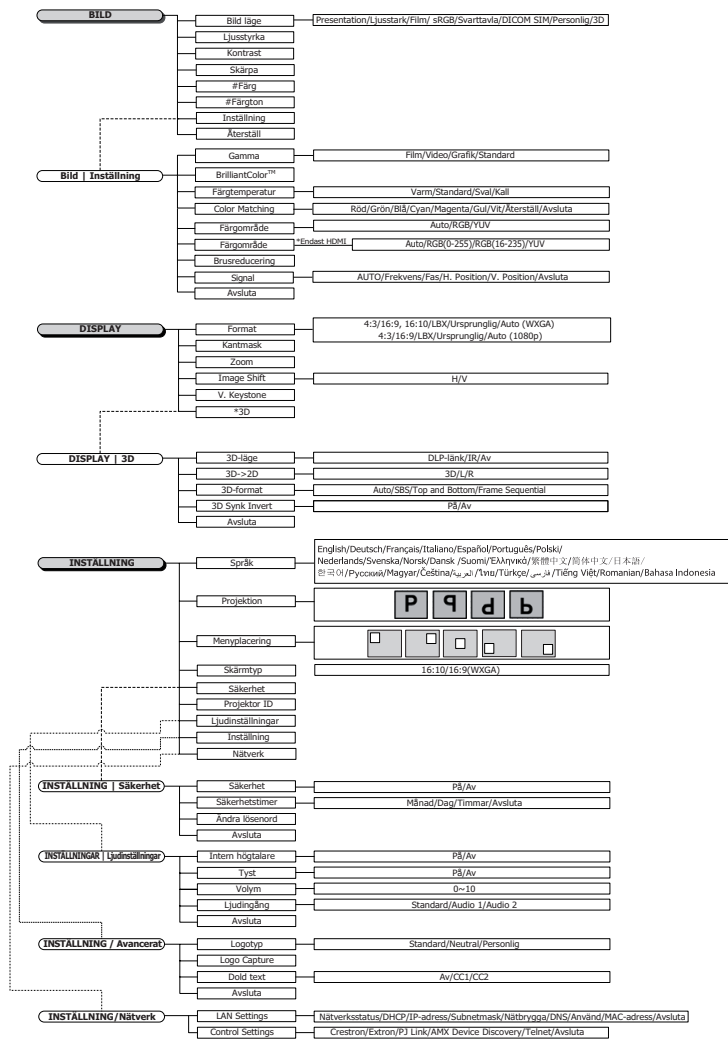 BILD
Bild läge
Presentation/Ljusstark/Film/ sRGB/Svarttavla/DICOM SIM/Personlig/3D
Ljusstyrka
Kontrast
Skärpa
#Färg
#Färgton
Inställning
Återställ
Bild | Inställning
Gamma
Film/Video/Grafik/Standard
BrilliantColor™
Färgtemperatur
Varm/Standard/Sval/Kall
Color Matching
Röd/Grön/Blå/Cyan/Magenta/Gul/Vit/Återställ/Avsluta
Färgområde
Auto/RGB/YUV
Färgområde
*Endast HDMI
Auto/RGB(0-255)/RGB(16-235)/YUV
Brusreducering
Signal
AUTO/Frekvens/Fas/H. Position/V. Position/Avsluta
Avsluta
DISPLAY
Format
4:3/16:9, 16:10/LBX/Ursprunglig/Auto (WXGA)
4:3/16:9/LBX/Ursprunglig/Auto (1080p)
Kantmask
Zoom
Image Shift
H/V
V. Keystone
*3D
DISPLAY | 3D
3D-läge
DLP-länk/IR/Av
3D->2D
3D/L/R
3D-format
Auto/SBS/Top and Bottom/Frame Sequential
3D Synk Invert
På/Av
Avsluta
INSTÄLLNING
Språk
English/Deutsch/Français/Italiano/Español/Português/Polski/
Nederlands/Svenska/Norsk/Dansk /Suomi/Ελληνικά/繁體中文/简体中文/日本語/
한국어/Русский/Magyar/Čeština/العربية/ไทย/Türkçe/فارسی/Tiếng Việt/Romanian/Bahasa Indonesia
Projektion
P P P P
Menyplacering
Skärmtyp
16:10/16:9(WXGA)
Säkerhet
Projektor ID
Ljudinställningar
Inställning
Nätverk
INSTÄLLNING | Säkerhet
Säkerhet
På/Av
Säkerhetstimer
Månad/Dag/Timmar/Avsluta
Ändra lösenord
Avsluta
INSTÄLLNINGAR | Ljudinställningar
Intern högtalare
På/Av
Tyst
På/Av
Volym
0~10
Ljudingång
Standard/Audio 1/Audio 2
Avsluta
INSTÄLLNING / Avancerat
Logotyp
Standard/Neutral/Personlig
Logo Capture
Dold text
Av/CC1/CC2
Avsluta
INSTÄLLNING/Nätverk
LAN Settings
Nätverksstatus/DHCP/IP-adress/Subnetmask/Nätbrygga/DNS/Använd/MAC-adress/Avsluta
Control Settings
Crestron/Extron/PJ Link/AMX Device Discovery/Telnet/Avsluta